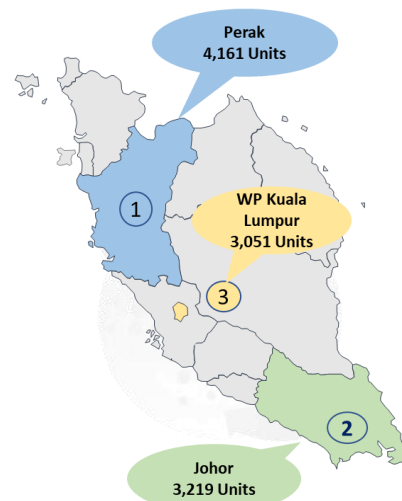 Perak
4,161 Units
1
WP Kuala
Lumpur
3,051 Units
3
2
Johor
3,219 Units